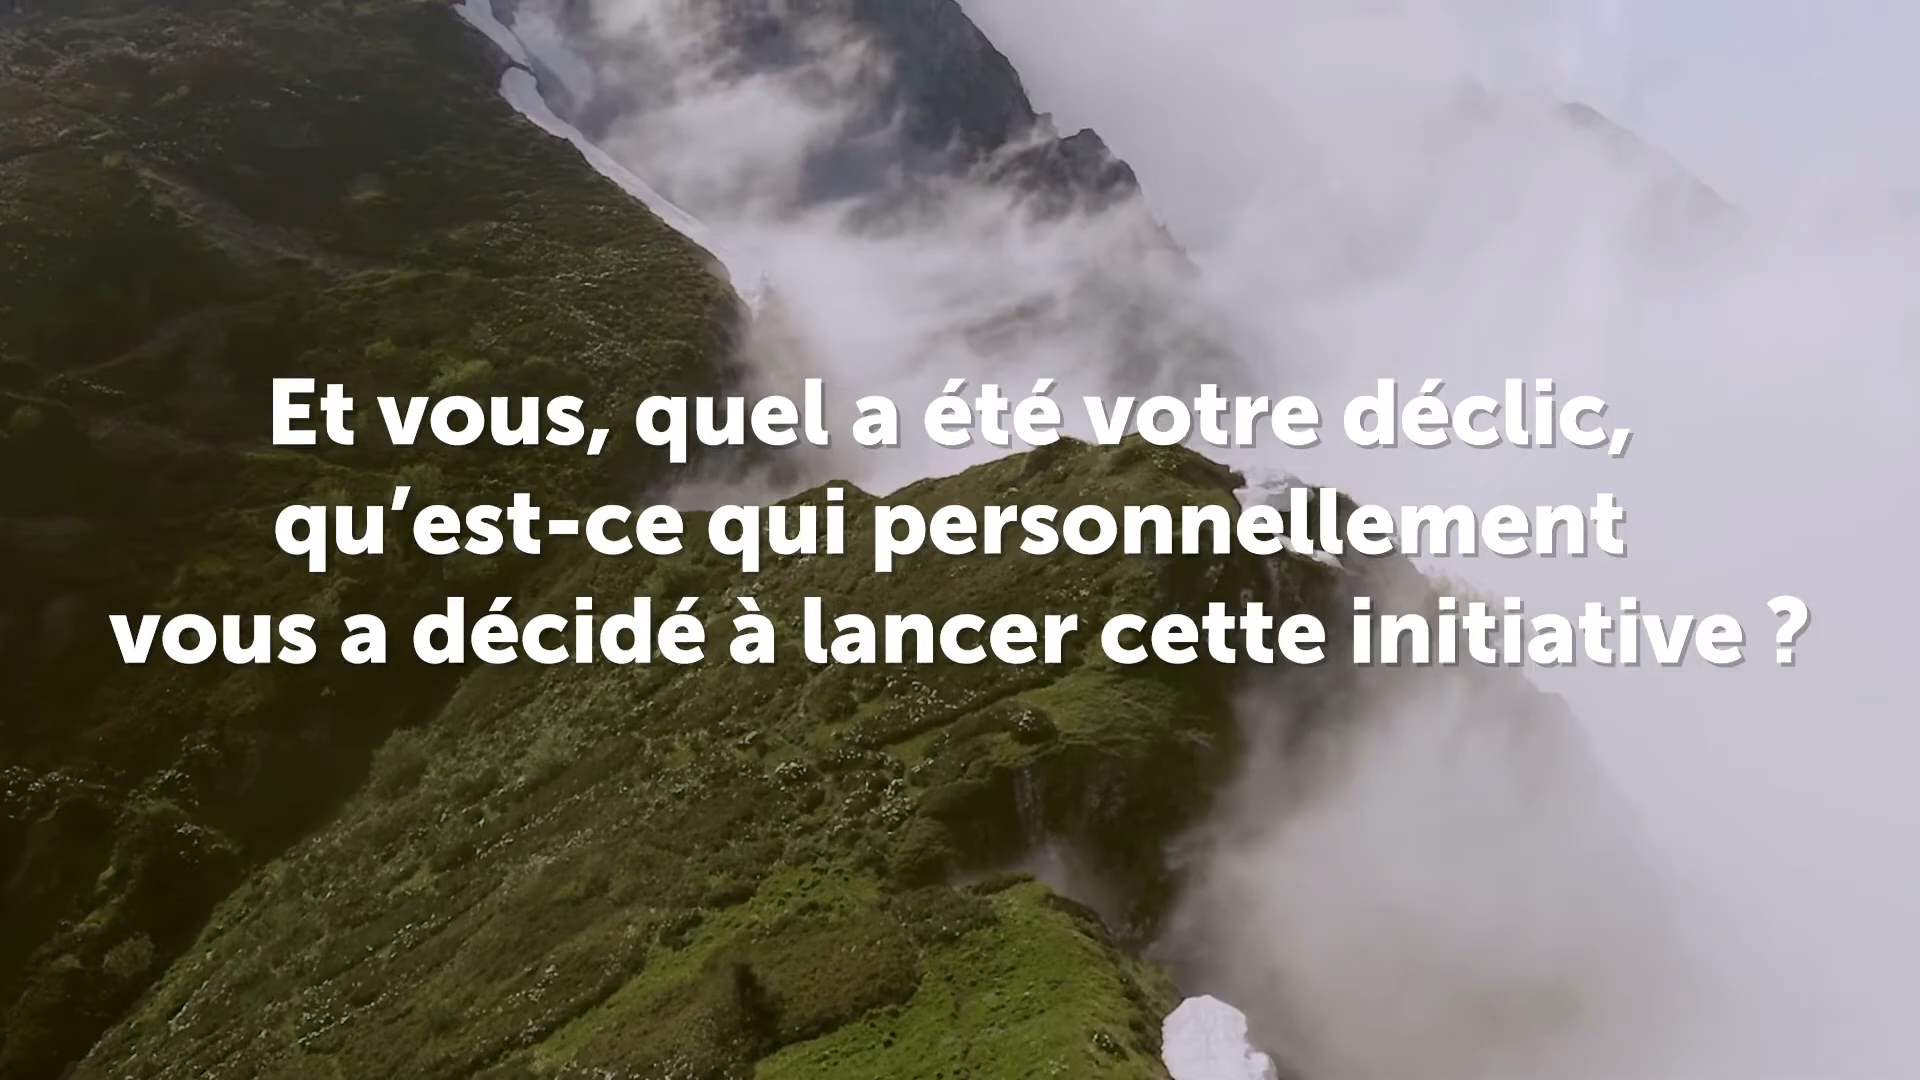 Et vous, quel a été votre déclic,
qu’est-ce qui personnellement
vous a décidé à lancer cette initiative ?